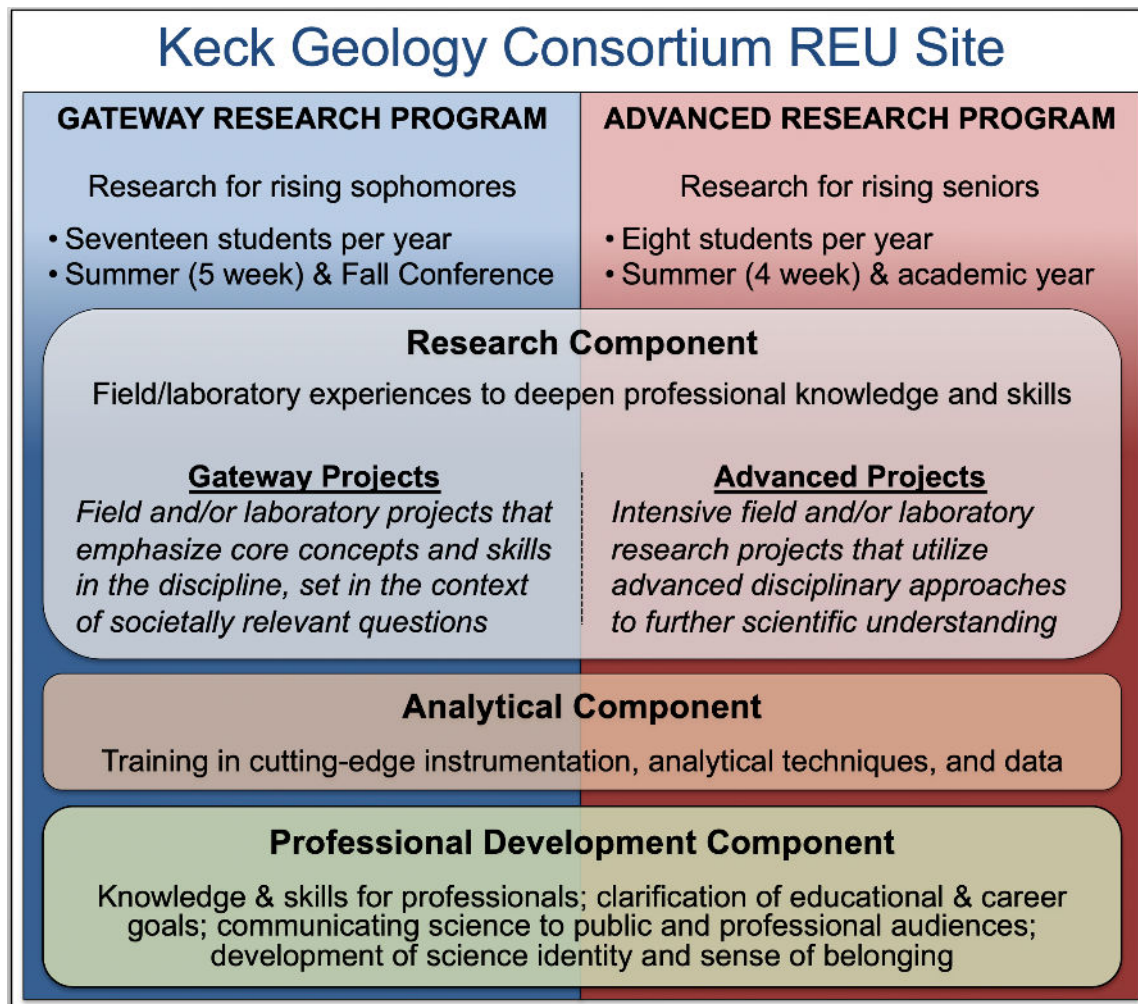 Keck Geology Consortium REU Site
GATEWAY RESEARCH PROGRAM
Research for rising sophomores
• Seventeen students per year
• Summer (5 week) & Fall Conference
ADVANCED RESEARCH PROGRAM
Research for rising seniors
• Eight students per year
• Summer (4 week) & academic year
Research Component
Field/laboratory experiences to deepen professional knowledge and skills
Gateway Projects
Field and/or laboratory projects that
emphasize core concepts and skills
in the discipline, set in the context
of societally relevant questions
Advanced Projects
Intensive field and/or laboratory
research projects that utilize
advanced disciplinary approaches
to further scientific understanding
Analytical Component
Training in cutting-edge instrumentation, analytical techniques, and data
Professional Development Component
Knowledge & skills for professionals; clarification of educational & career
goals; communicating science to public and professional audiences;
development of science identity and sense of belonging